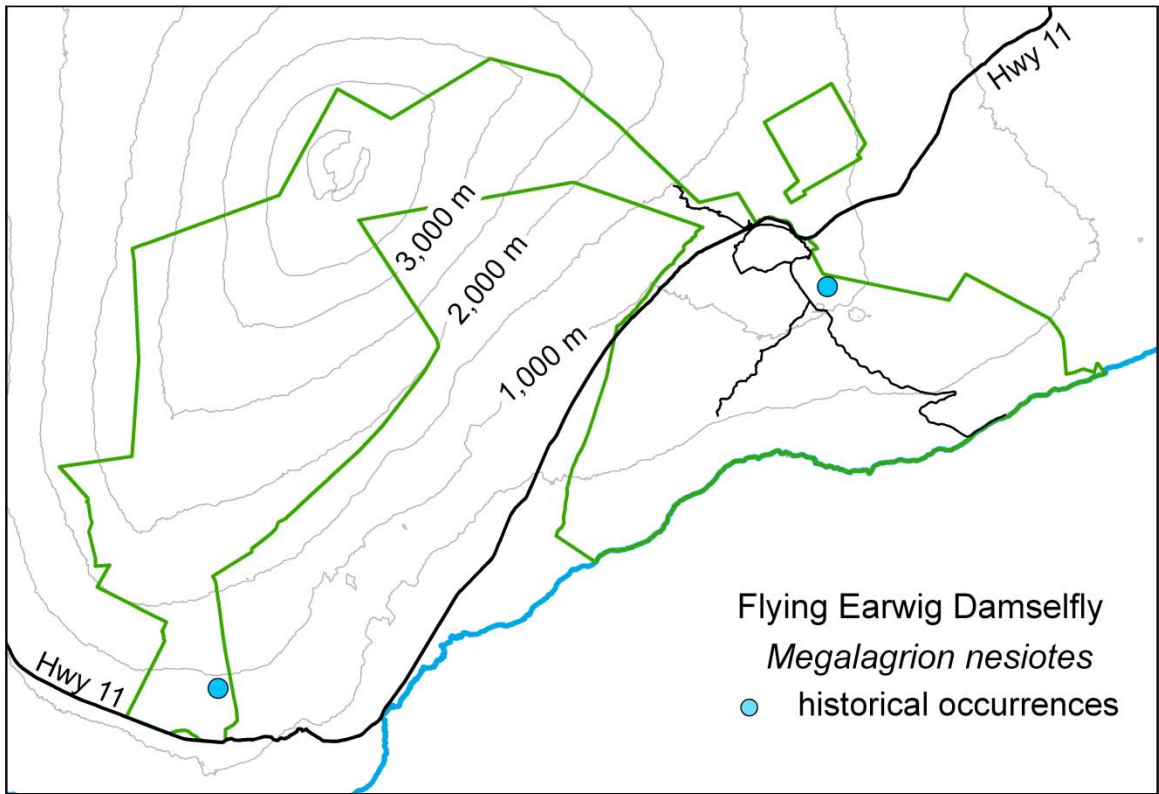 Hwy 11
3,000 m
2,000 m
1,000 m
Hwy 11
Flying Earwig Damselfly
Megalagrion nesiotes
historical occurrences